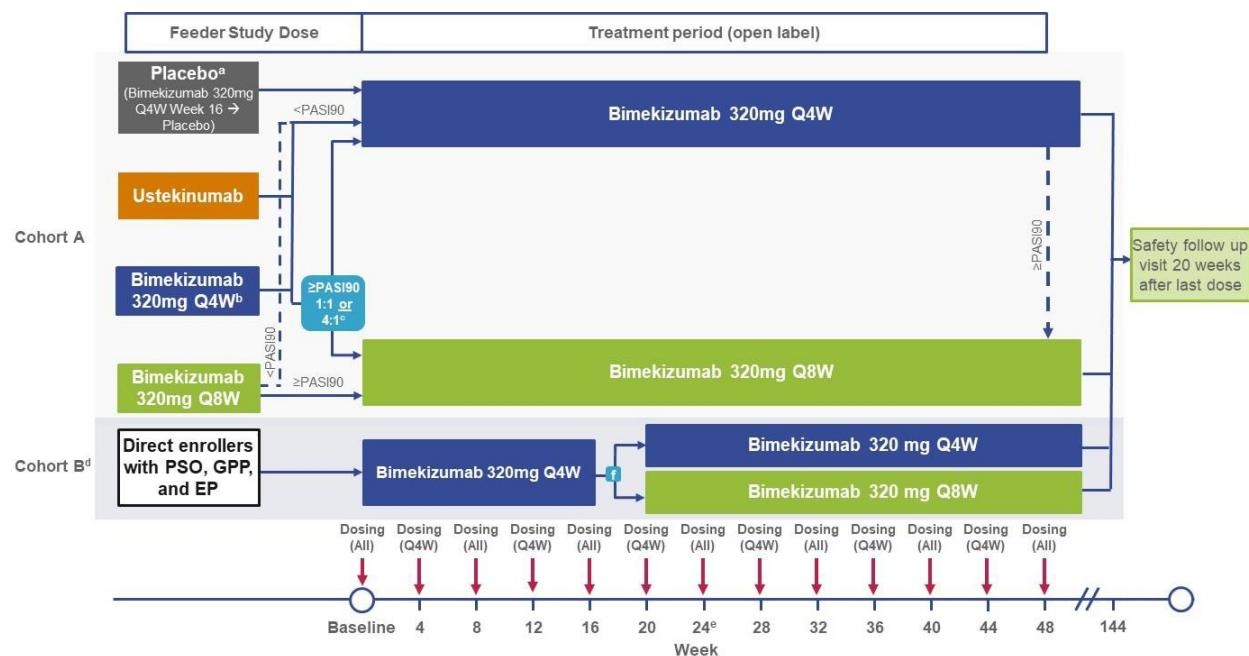 Feeder Study Dose
Treatment period (open label)
Placeboᵃ
(Bimekizumab 320mg
Q4W Week 16 →
Placebo)
<PASI90
Bimekizumab 320mg Q4W
Ustekinumab
Cohort A
Bimekizumab
320mg Q4Wᵇ
≥PASI90
1:1 or
4:1ᶜ
≥PASI90
Safety follow up
visit 20 weeks
after last dose
<PASI90
Bimekizumab
320mg Q8W
≥PASI90
Bimekizumab 320mg Q8W
Cohort Bᵈ
Direct enrollers
with PSO, GPP,
and EP
Bimekizumab 320mg Q4W
f
Bimekizumab 320 mg Q4W
Bimekizumab 320 mg Q8W
Dosing Dosing Dosing Dosing Dosing Dosing Dosing Dosing Dosing Dosing Dosing Dosing Dosing
(All) (Q4W) (All) (Q4W) (All) (Q4W) (All) (Q4W) (All) (Q4W) (All) (Q4W) (All)
Baseline 4 8 12 16 20 24ᵉ 28 32 36 40 44 48 144
Week